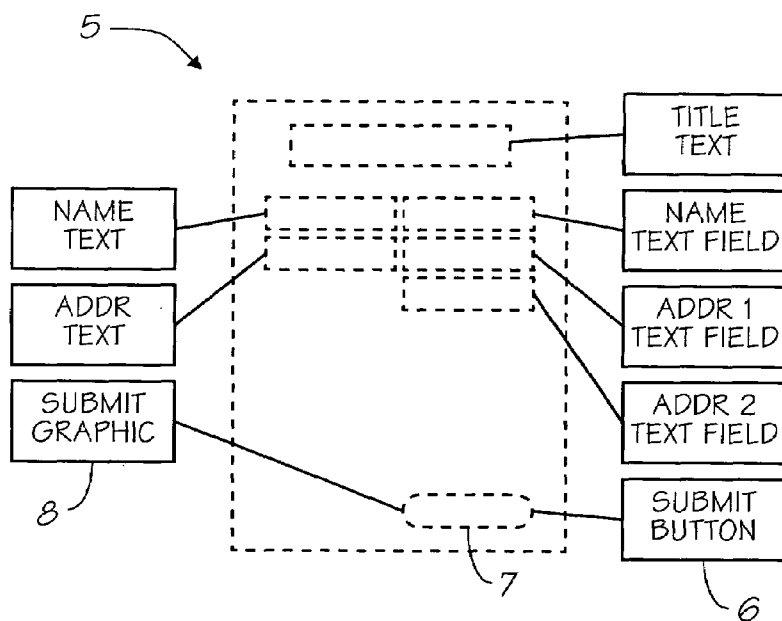 5
TITLE
TEXT
NAME
TEXT
NAME
TEXT FIELD
ADDR
TEXT
ADDR 1
TEXT FIELD
SUBMIT
GRAPHIC
ADDR 2
TEXT FIELD
8
SUBMIT
BUTTON
7
6